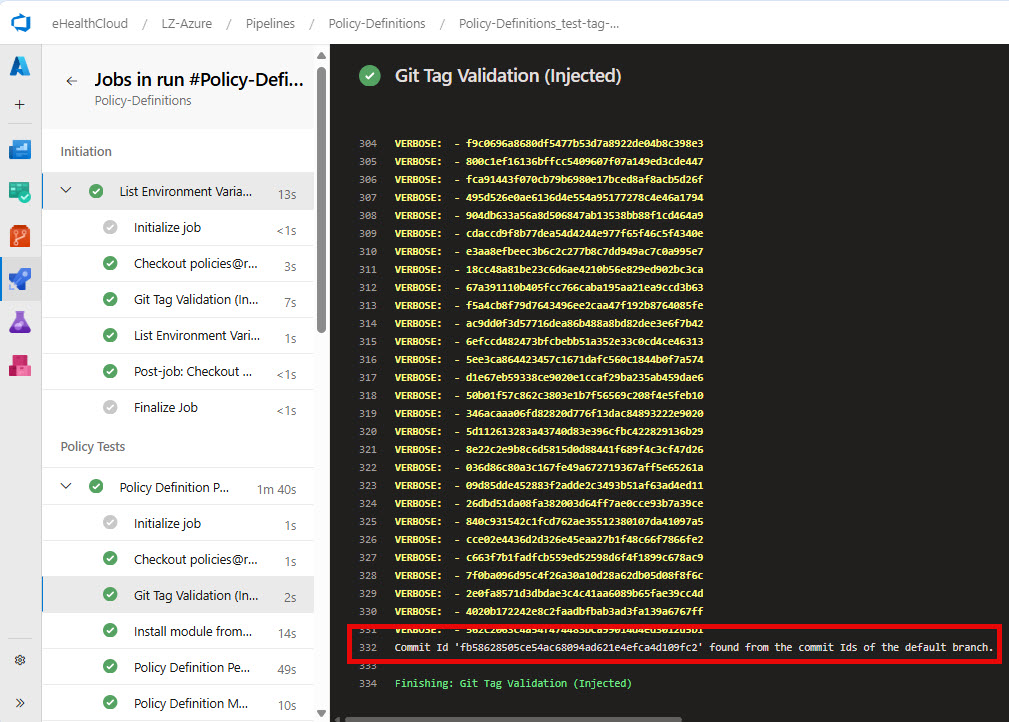 eHealthCloud / LZ-Azure / Pipelines / Policy-Definitions / Policy-Definitions_test-tag-...
Jobs in run #Policy-Defi...
Policy-Definitions
Initiation
List Environment Varia... 13s
Initialize job <1s
Checkout policies@r... 3s
Git Tag Validation (In... 7s
List Environment Vari... 1s
Post-job: Checkout ... <1s
Finalize Job <1s
Policy Tests
Policy Definition P... 1m 40s
Initialize job 1s
Checkout policies@r... 1s
Git Tag Validation (In... 2s
Install module from... 14s
Policy Definition Pe... 49s
Policy Definition M... 10s
Git Tag Validation (Injected)
304 VERBOSE: - f9c0696a8680df5477b53d7a8922de04b8c398e3
305 VERBOSE: - 800c1ef16136bffcc5409607f07a149ed3cde447
306 VERBOSE: - fca91443f070cb79b6980e17bced8af8acb5d26f
307 VERBOSE: - 495d526e0ae6136d4e554a95177278c4e46a1794
308 VERBOSE: - 904db633a56a8d506847ab13538bb88f1cd464a9
309 VERBOSE: - cdaccd9f8b77dea54d4244e977f65f46c5f4340e
310 VERBOSE: - e3aa8efbeec3b6c2c277b8c7dd949ac7c0a995e7
311 VERBOSE: - 18cc48a81be23c6d6ae4210b56e829ed902bc3ca
312 VERBOSE: - 67a391110b405fcc766caba195aa21ea9ccd3b63
313 VERBOSE: - f5a4cb8f79d7643496ee2caa47f192b8764085fe
314 VERBOSE: - ac9dd0f3d57716dea86b488a8bd82dee3e6f7b42
315 VERBOSE: - 6efccd482473bfcbebb51a352e33c0cd4ce46313
316 VERBOSE: - 5ee3ca864423457c1671dafc560c1844b0f7a574
317 VERBOSE: - d1e67eb59338ce9020e1ccaf29ba235ab459dae6
318 VERBOSE: - 50b01f57c862c3803e1b7f56569c208f4e5feb10
319 VERBOSE: - 346acaaa06fd82820d776f13dac84893222e9020
320 VERBOSE: - 5d112613283a43740d83e396cfbc422829136b29
321 VERBOSE: - 8e22c2e9b8c6d5815d0d88441f689f4c3cf47d26
322 VERBOSE: - 036d86c80a3c167fe49a672719367aff5e65261a
323 VERBOSE: - 09d85dde452883f2adde2c3493b51af63ad4ed11
324 VERBOSE: - 26dbd51da08fa382003d64ff7ae0cce93b7a39ce
325 VERBOSE: - 840c931542c1fcd762ae35512380107da41097a5
326 VERBOSE: - cce02e4436d2d326e45eaa27b1f48c66f7866fe2
327 VERBOSE: - c663f7b1fadfcb559ed52598d6f4f1899c678ac9
328 VERBOSE: - 7f0ba096d95c4f26a30a10d28a62db05d08f8f6c
329 VERBOSE: - 2e0fa8571d3dbdae3c4c41aa6089b65fae39cc4d
330 VERBOSE: - 4020b172242e8c2faadbfbab3ad3fa139a6767ff
331 VERBOSE: -
332 Commit Id 'fb58628505ce54ac68094ad621e4efca4d109fc2' found from the commit Ids of the default branch.
333
334 Finishing: Git Tag Validation (Injected)